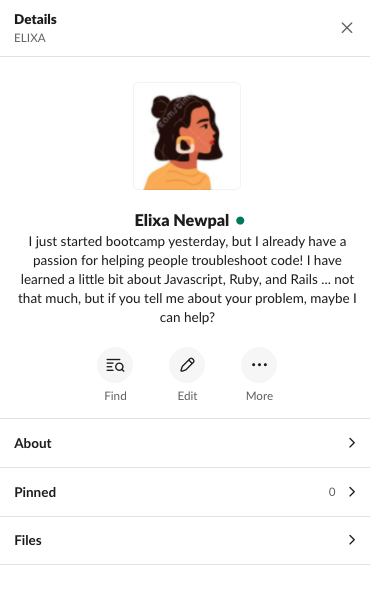 Details
ELIXA
Elixa Newpal
I just started bootcamp yesterday, but I already have a
passion for helping people troubleshoot code! I have
learned a little bit about Javascript, Ruby, and Rails ... not
that much, but if you tell me about your problem, maybe I
can help?
Find
Edit
More
About
Pinned
0
Files